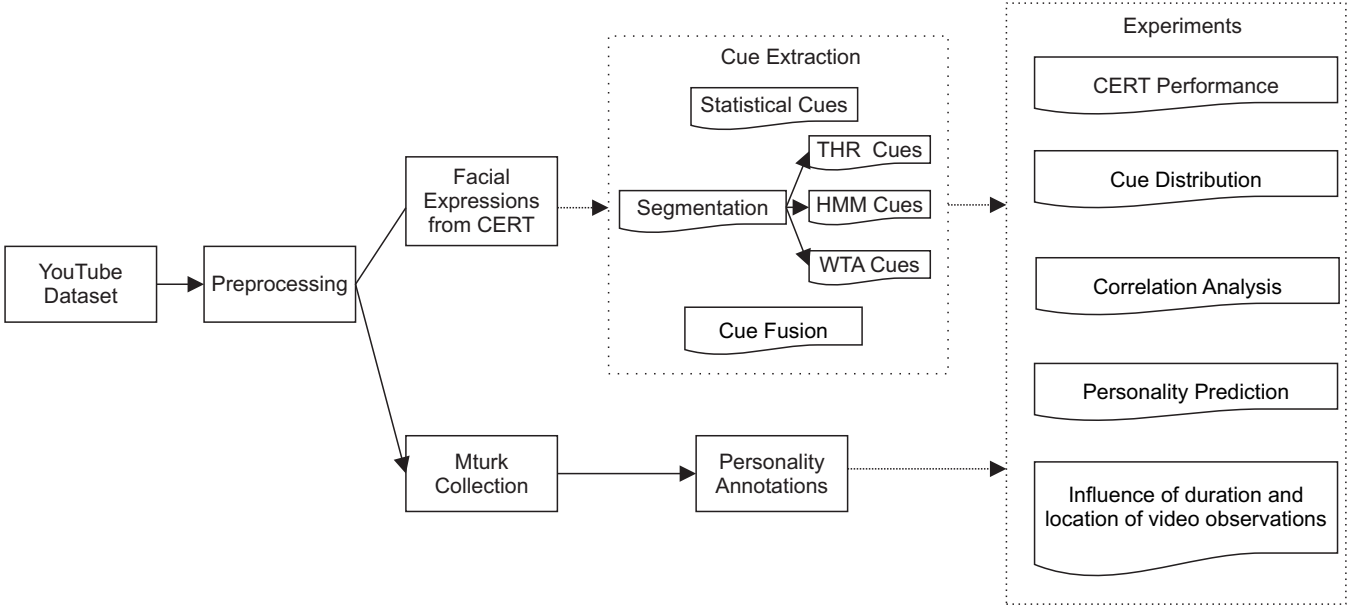 YouTube
Dataset
Preprocessing
Facial
Expressions
from CERT
Mturk
Collection
Personality
Annotations
Cue Extraction
Statistical Cues
Segmentation
THR Cues
HMM Cues
WTA Cues
Cue Fusion
Experiments
CERT Performance
Cue Distribution
Correlation Analysis
Personality Prediction
Influence of duration and
location of video observations